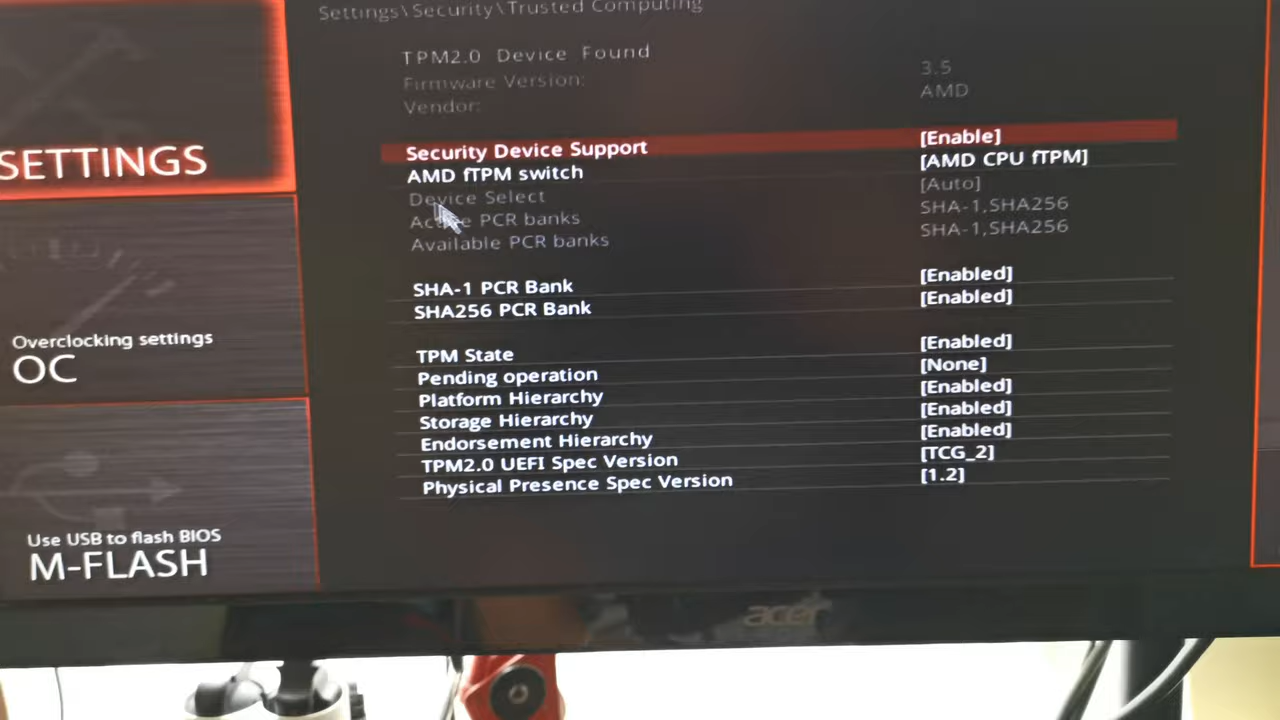 Settings\Security\Trusted Computing
TPM2.0 Device Found
Firmware Version: 3.5
Vendor: AMD
Security Device Support [Enable]
AMD fTPM switch [AMD CPU fTPM]
Device Select [Auto]
Active PCR banks SHA-1,SHA256
Available PCR banks SHA-1,SHA256
SHA-1 PCR Bank [Enabled]
SHA256 PCR Bank [Enabled]
TPM State [Enabled]
Pending operation [None]
Platform Hierarchy [Enabled]
Storage Hierarchy [Enabled]
Endorsement Hierarchy [Enabled]
TPM2.0 UEFI Spec Version [TCG_2]
Physical Presence Spec Version [1.2]
SETTINGS
Overclocking settings
OC
Use USB to flash BIOS
M-FLASH
acer